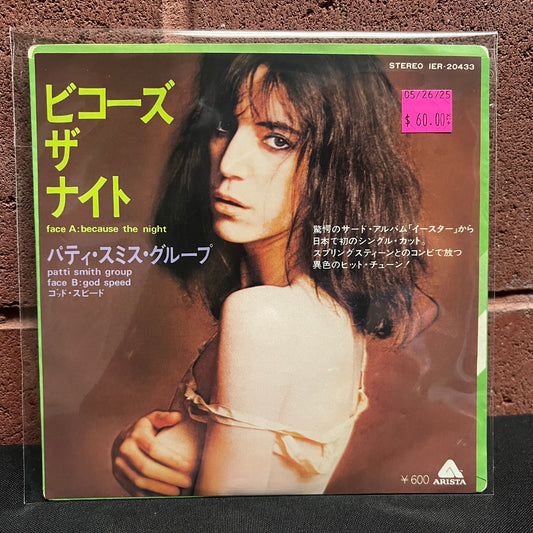 STEREO IER-20433
05/26/25
$ 60.00
ビコーズ
ザ
ナイト
face A:because the night
パティ・スミス・グループ
patti smith group
face B:god speed
ゴッド・スピード
驚愕のサード・アルバム「イースター」から
日本で初のシングル・カット。
スプリングスティーンとのコンビで放つ
異色のヒット・チューン!
¥600
ARISTA